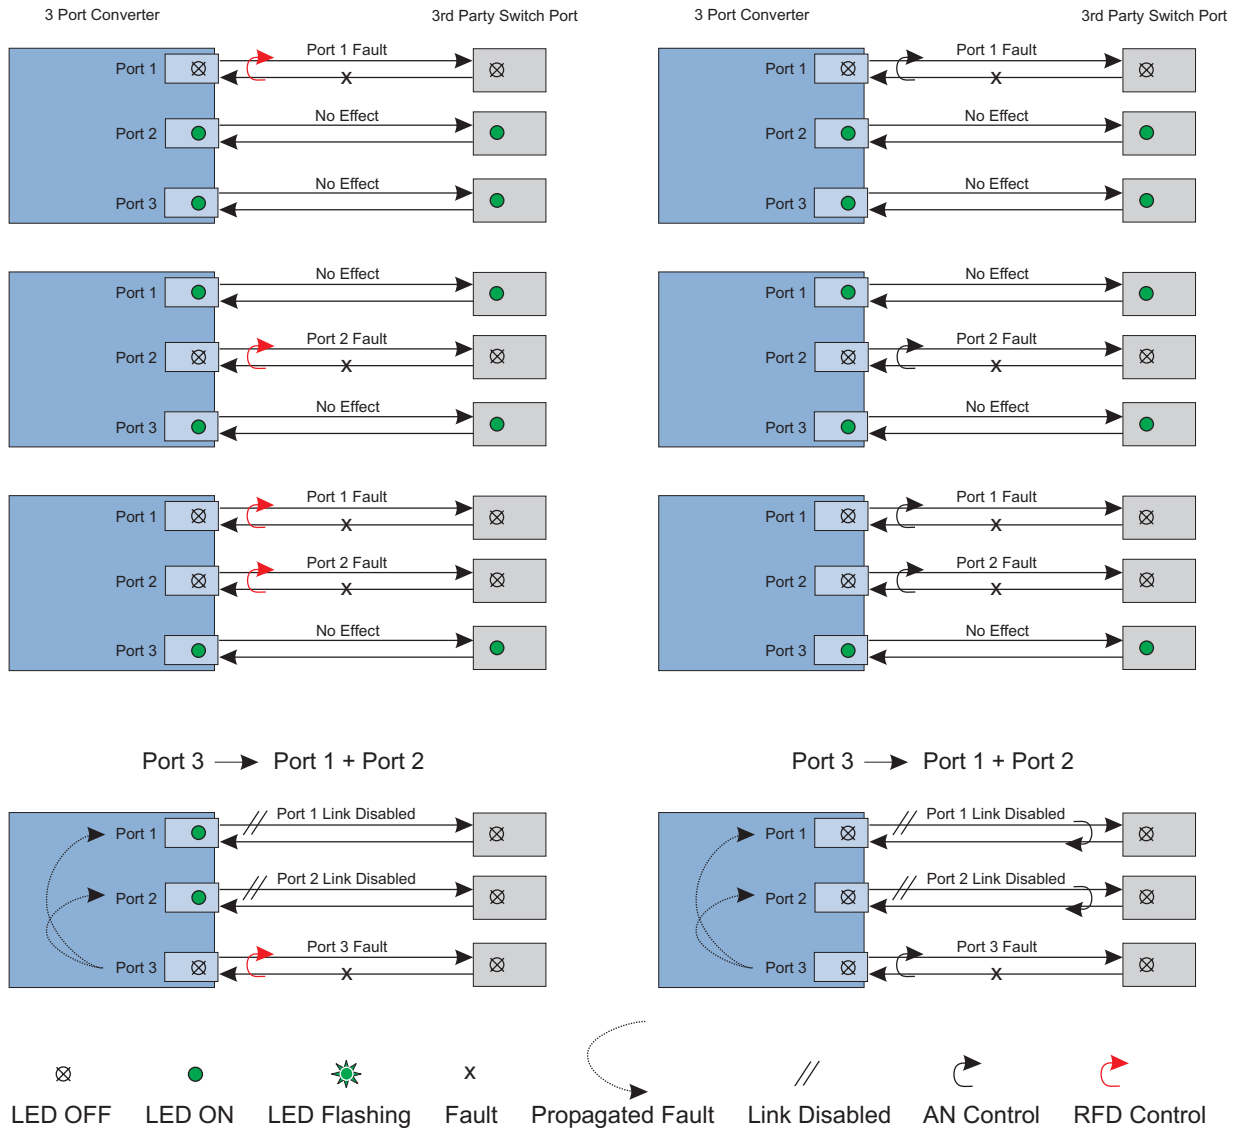 3 Port Converter
3rd Party Switch Port
3 Port Converter
3rd Party Switch Port
Port 1
Port 1 Fault
x
Port 2
No Effect
Port 3
No Effect
Port 1
Port 1 Fault
x
Port 2
No Effect
Port 3
No Effect
Port 1
No Effect
Port 2
Port 2 Fault
x
Port 3
No Effect
Port 1
No Effect
Port 2
Port 2 Fault
x
Port 3
No Effect
Port 1
Port 1 Fault
x
Port 2
Port 2 Fault
x
Port 3
No Effect
Port 1
Port 1 Fault
x
Port 2
Port 2 Fault
x
Port 3
No Effect
Port 3 → Port 1 + Port 2
Port 3 → Port 1 + Port 2
Port 1
Port 1 Link Disabled
Port 2
Port 2 Link Disabled
Port 3
Port 3 Fault
x
Port 1
Port 1 Link Disabled
Port 2
Port 2 Link Disabled
Port 3
Port 3 Fault
x
x
LED OFF
LED ON
LED Flashing
Fault
Propagated Fault
Link Disabled
AN Control
RFD Control